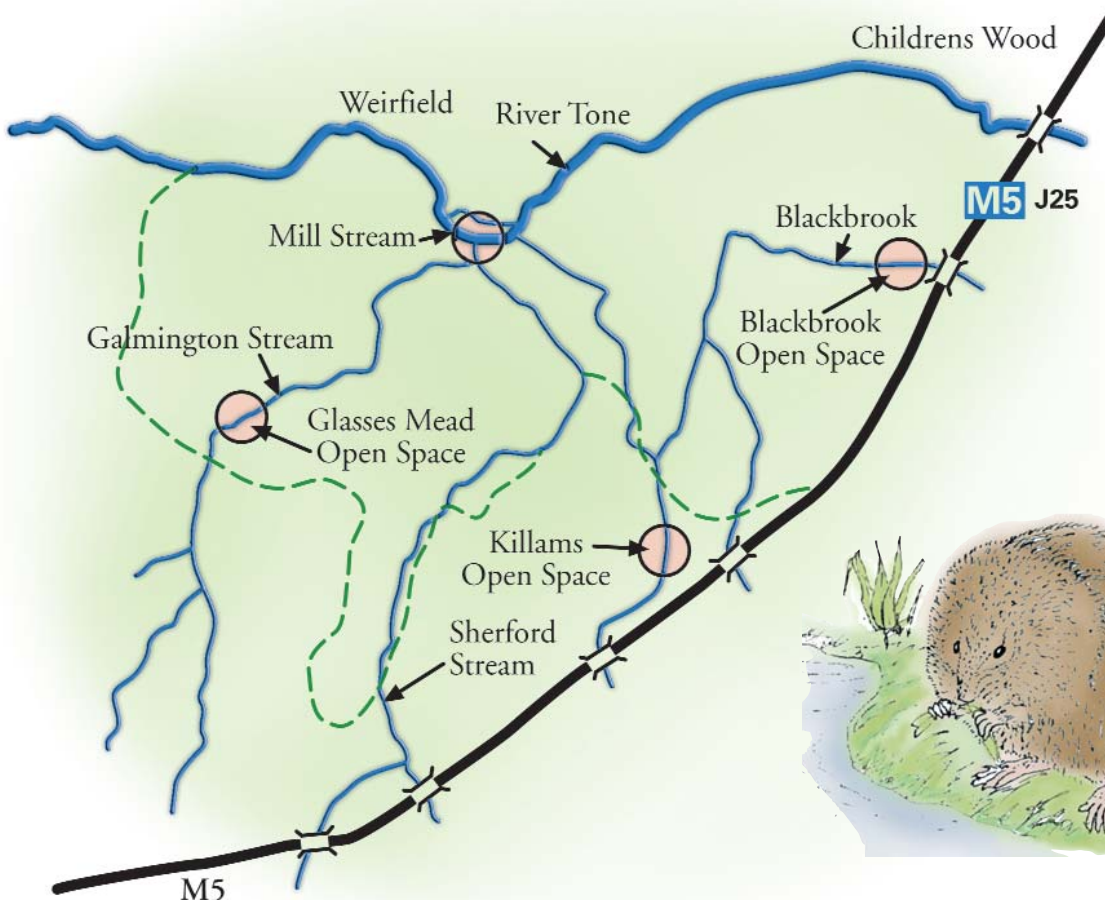 Childrens Wood
Weirfield
River Tone
M5 J25
Mill Stream
Blackbrook
Blackbrook
Open Space
Galmington Stream
Glasses Mead
Open Space
Killams
Open Space
Sherford
Stream
M5